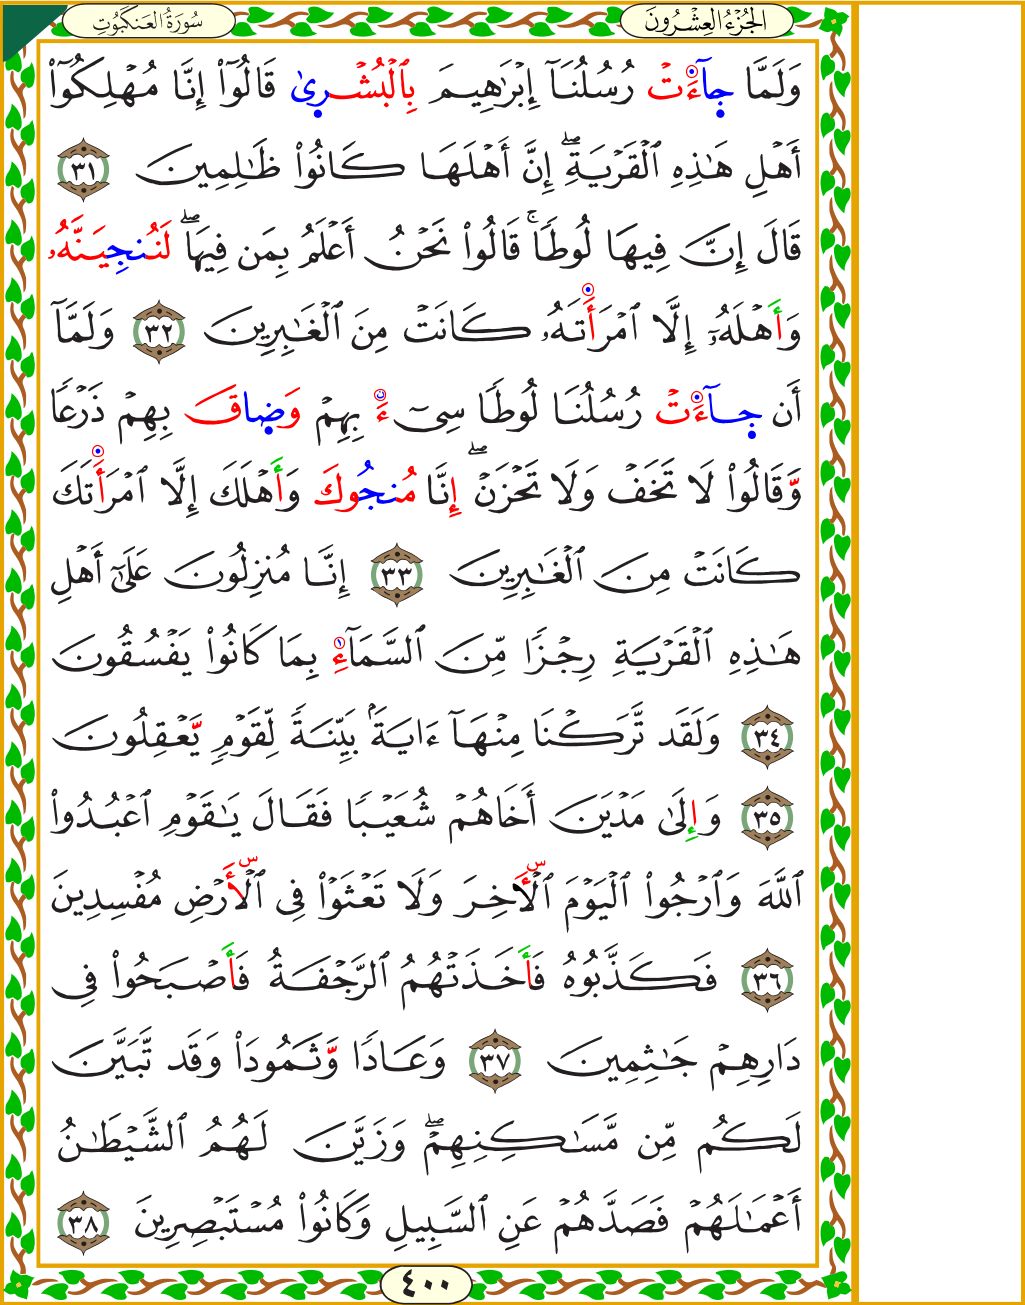 سُورَةُ العَنكَبُوتِ
الجُزْءُ العِشْرُونَ
وَلَمَّا جَآءَتْ رُسُلُنَآ إِبْرَٰهِيمَ بِالْبُشْرِىٰ قَالُوٓا۟ إِنَّا مُهْلِكُوٓا۟
أَهْلِ هَٰذِهِ ٱلْقَرْيَةِ ۖ إِنَّ أَهْلَهَا كَانُوا۟ ظَٰلِمِينَ ٣١
قَالَ إِنَّ فِيهَا لُوطًا ۚ قَالُوا۟ نَحْنُ أَعْلَمُ بِمَن فِيهَا ۖ لَنُنجِيَنَّهُۥ
وَأَهْلَهُۥٓ إِلَّا ٱمْرَأَتَهُۥ كَانَتْ مِنَ ٱلْغَٰبِرِينَ ٣٢ وَلَمَّآ
أَن جَآءَتْ رُسُلُنَا لُوطًا سِىٓءَ بِهِمْ وَضَاقَ بِهِمْ ذَرْعًا
وَّقَالُوا۟ لَا تَخَفْ وَلَا تَحْزَنْ ۖ إِنَّا مُنجُوكَ وَأَهْلَكَ إِلَّا ٱمْرَأَتَكَ
كَانَتْ مِنَ ٱلْغَٰبِرِينَ ٣٣ إِنَّا مُنزِلُونَ عَلَىٰٓ أَهْلِ
هَٰذِهِ ٱلْقَرْيَةِ رِجْزًا مِّنَ ٱلسَّمَآءِ بِمَا كَانُوا۟ يَفْسُقُونَ
٣٤ وَلَقَد تَّرَكْنَا مِنْهَآ ءَايَةًۢ بَيِّنَةً لِّقَوْمٍ يَّعْقِلُونَ
٣٥ وَإِلَىٰ مَدْيَنَ أَخَاهُمْ شُعَيْبًا فَقَالَ يَٰقَوْمِ ٱعْبُدُوا۟
ٱللَّهَ وَٱرْجُوا۟ ٱلْيَوْمَ ٱلْأَخِرَ وَلَا تَعْثَوْا۟ فِى ٱلْأَرْضِ مُفْسِدِينَ
٣٦ فَكَذَّبُوهُ فَأَخَذَتْهُمُ ٱلرَّجْفَةُ فَأَصْبَحُوا۟ فِى
دَارِهِمْ جَٰثِمِينَ ٣٧ وَعَادًا وَّثَمُودَا۟ وَقَد تَّبَيَّنَ
لَكُم مِّن مَّسَٰكِنِهِمْ ۖ وَزَيَّنَ لَهُمُ ٱلشَّيْطَٰنُ
أَعْمَٰلَهُمْ فَصَدَّهُمْ عَنِ ٱلسَّبِيلِ وَكَانُوا۟ مُسْتَبْصِرِينَ ٣٨
٤٠٠